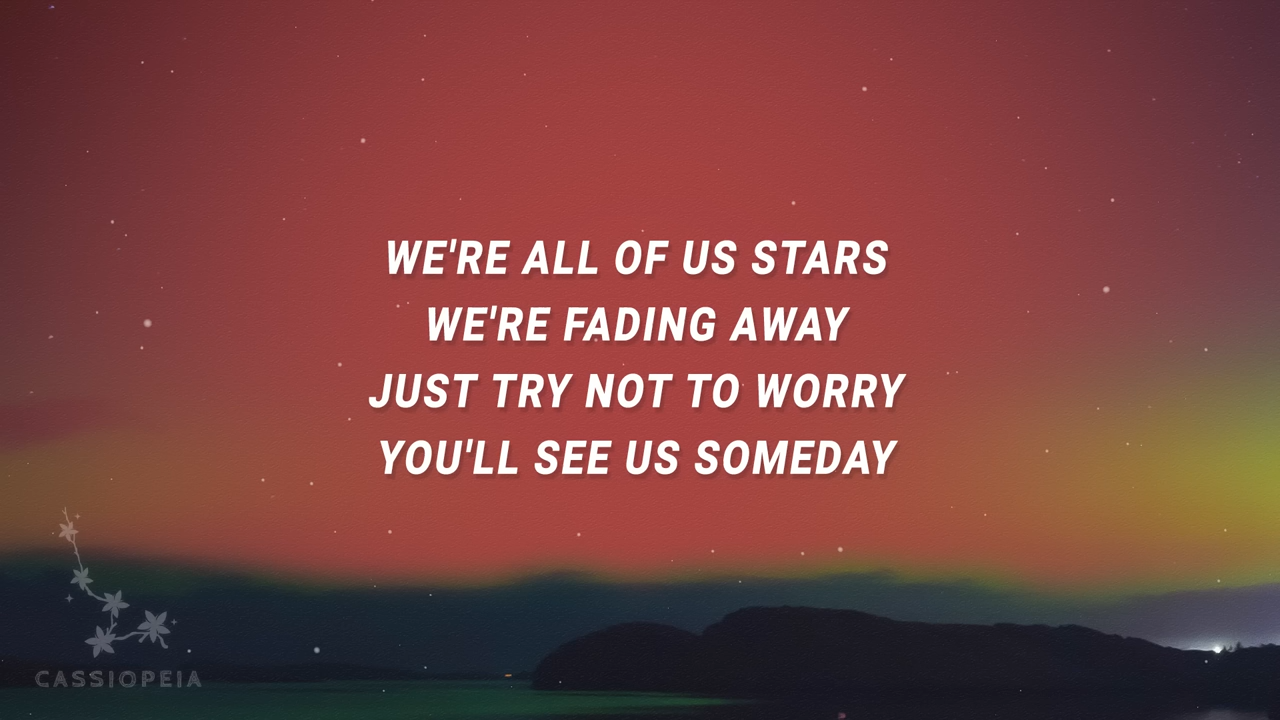 WE'RE ALL OF US STARS
WE'RE FADING AWAY
JUST TRY NOT TO WORRY
YOU'LL SEE US SOMEDAY
CASSIOPEIA